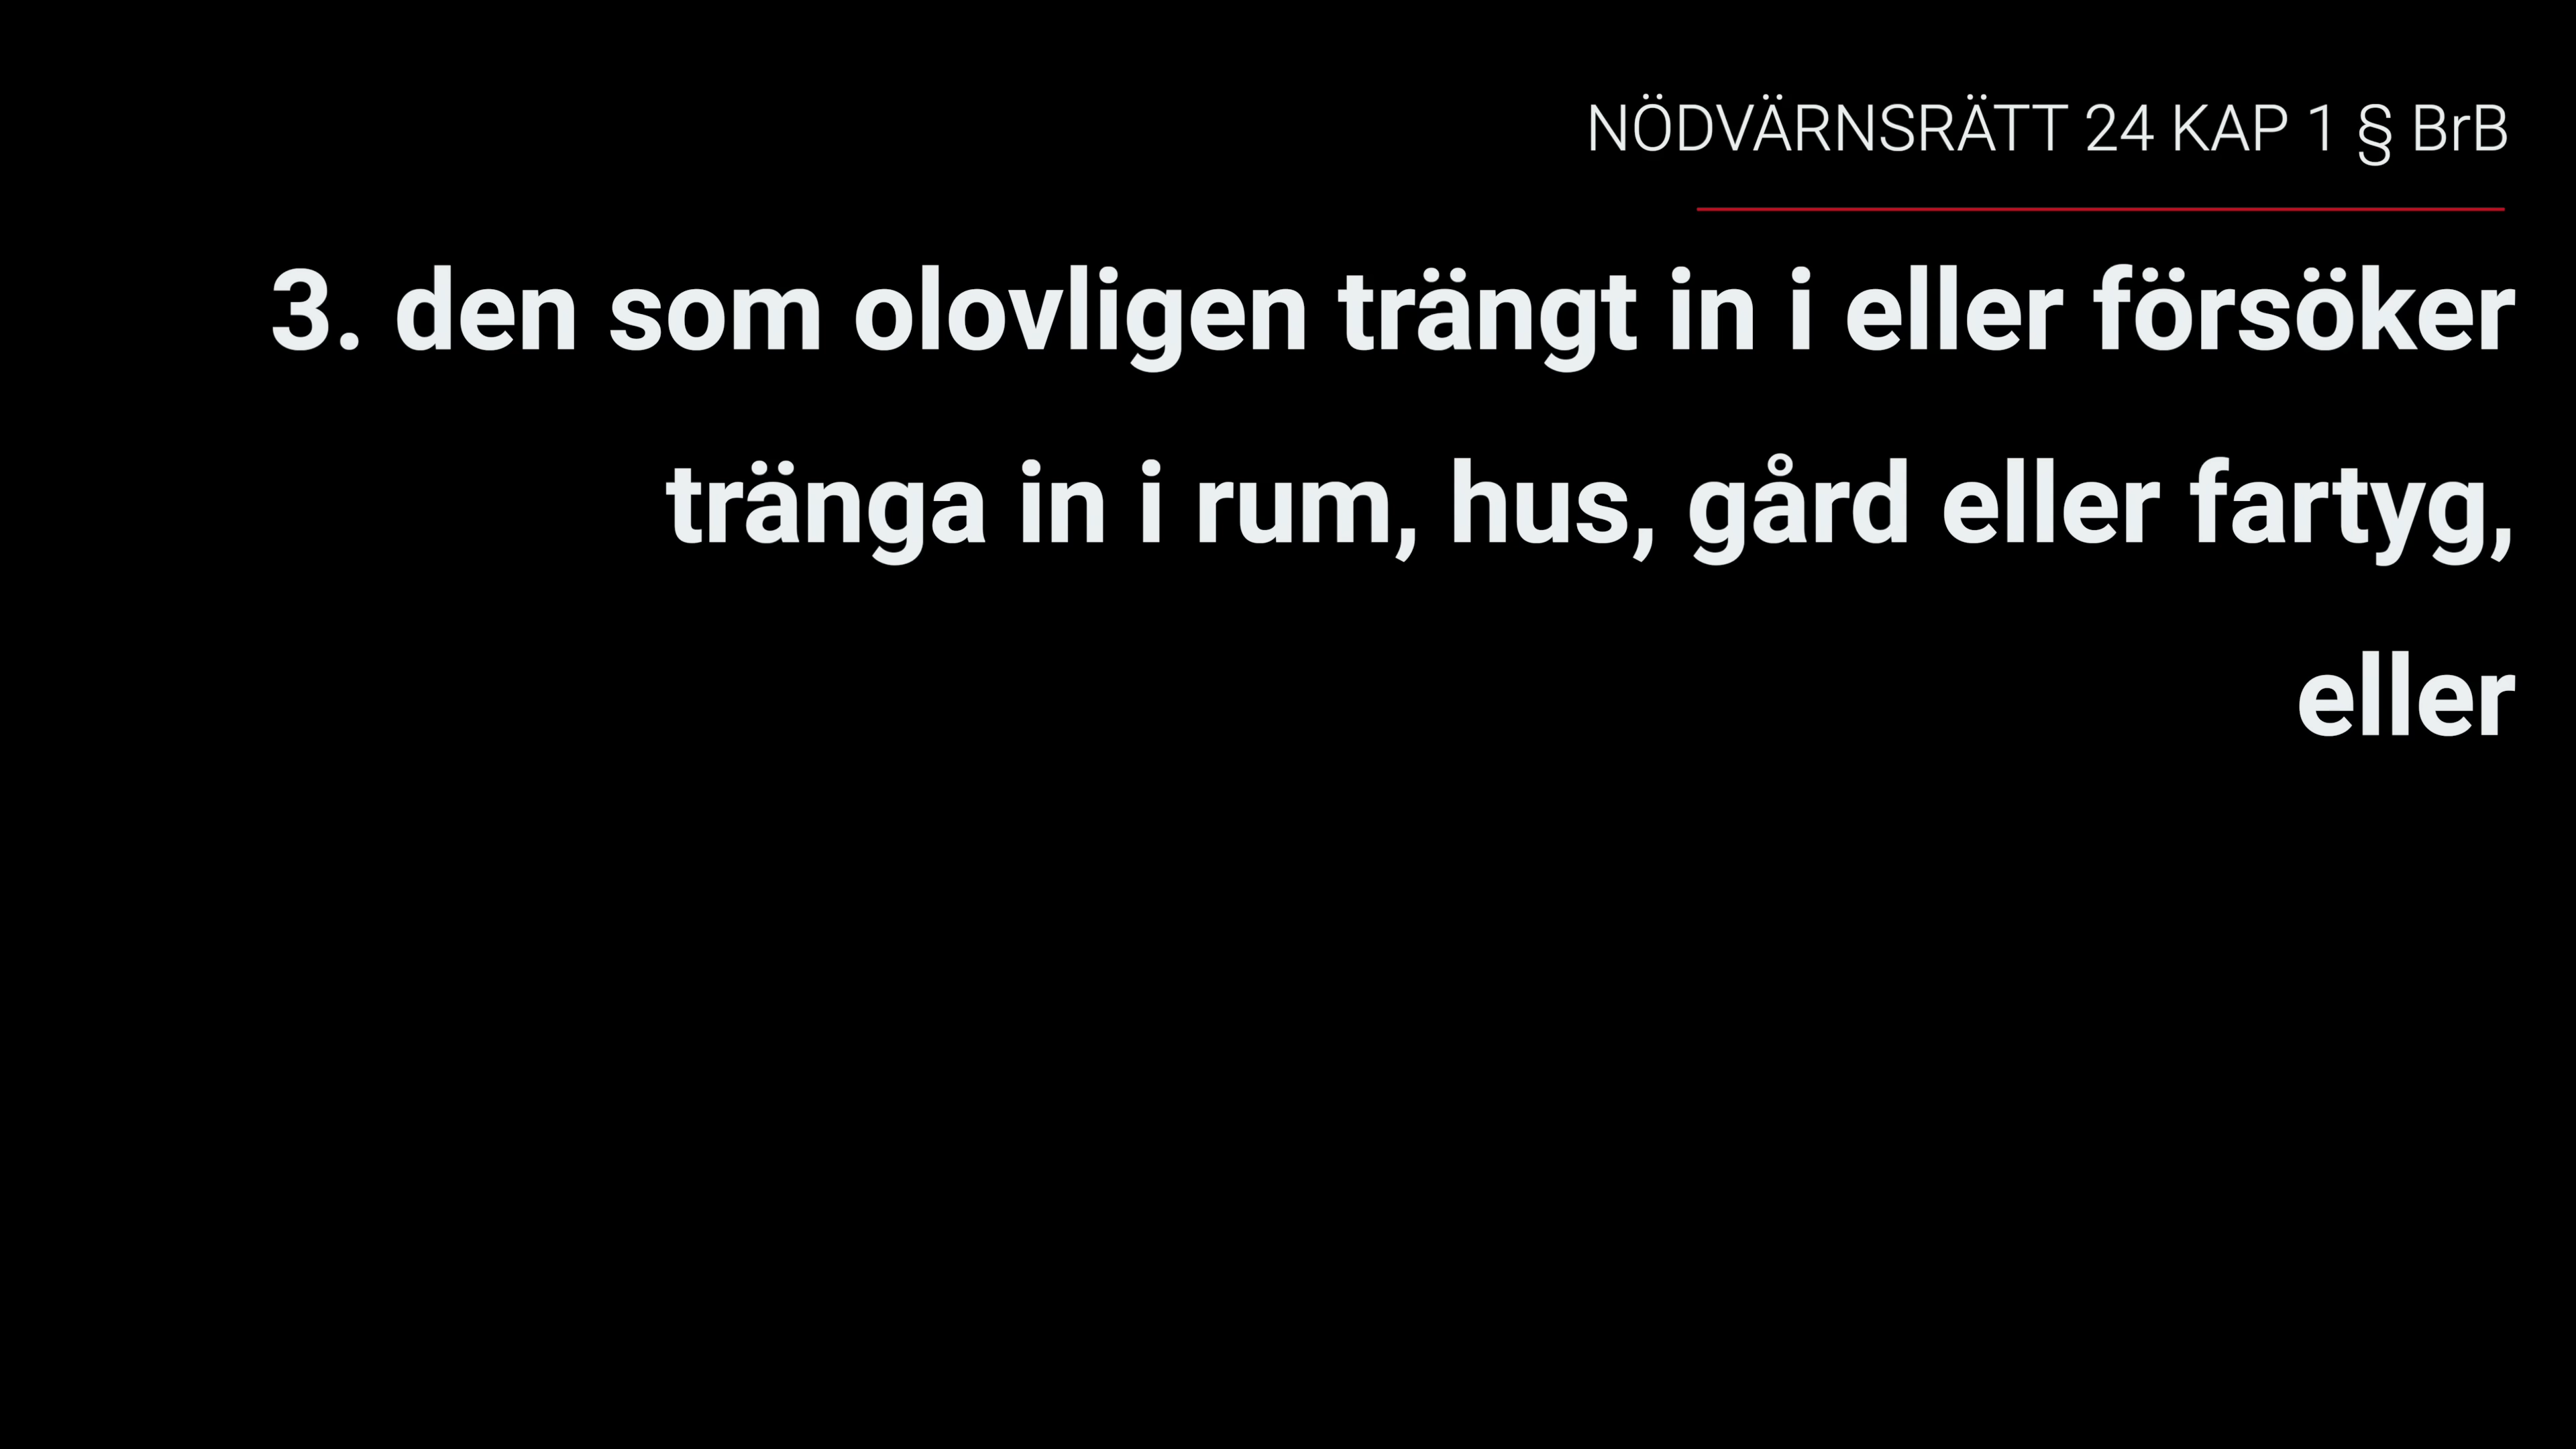 NÖDVÄRNSRÄTT 24 KAP 1 § BrB
3. den som olovligen trängt in i eller försöker
tränga in i rum, hus, gård eller fartyg,
eller